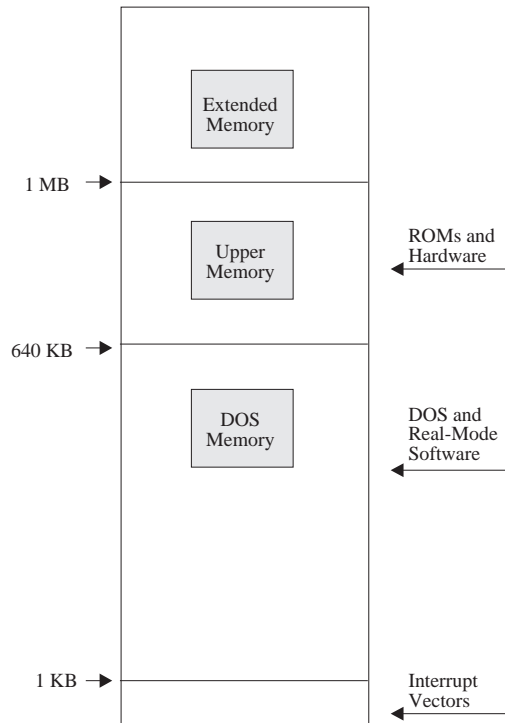 Extended
Memory
1 MB
Upper
Memory
ROMs and
Hardware
640 KB
DOS
Memory
DOS and
Real-Mode
Software
1 KB
Interrupt
Vectors